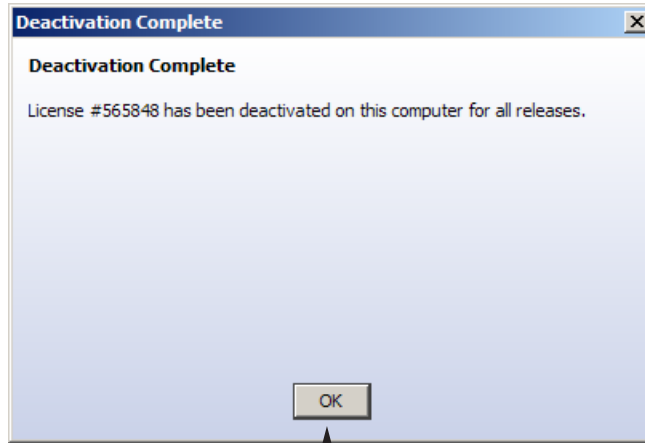 Deactivation Complete
Deactivation Complete
License #565848 has been deactivated on this computer for all releases.
OK